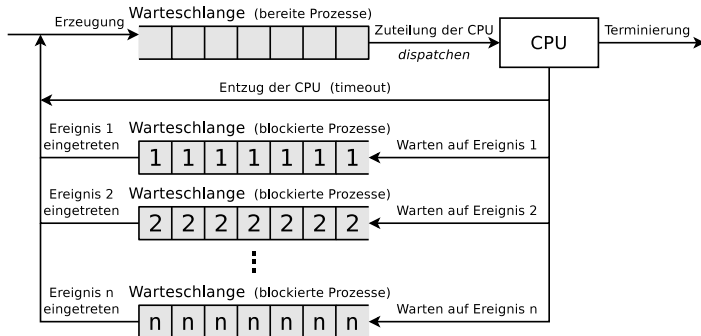 Erzeugung
Warteschlange (bereite Prozesse)
Zuteilung der CPU
dispatchen
CPU
Terminierung
Entzug der CPU (timeout)
Ereignis 1
eingetreten
Warteschlange (blockierte Prozesse)
1 1 1 1 1 1 1
Warten auf Ereignis 1
Ereignis 2
eingetreten
Warteschlange (blockierte Prozesse)
2 2 2 2 2 2 2
Warten auf Ereignis 2
Ereignis n
eingetreten
Warteschlange (blockierte Prozesse)
n n n n n n n
Warten auf Ereignis n